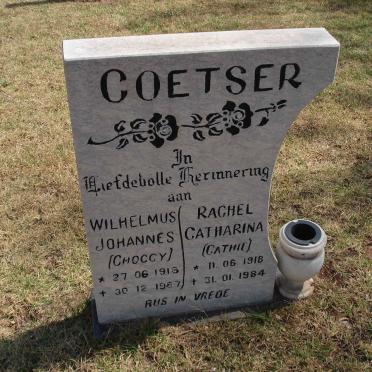 COETSER
In
Liefdevolle Herinnering
aan
WILHELMUS
JOHANNES
(CHOCCY)
* 27 06 1918
+ 30 12 1967
RACHEL
CATHARINA
(CATHIE)
* 11 06 1918
+ 31 01 1984
RUS IN VREDE